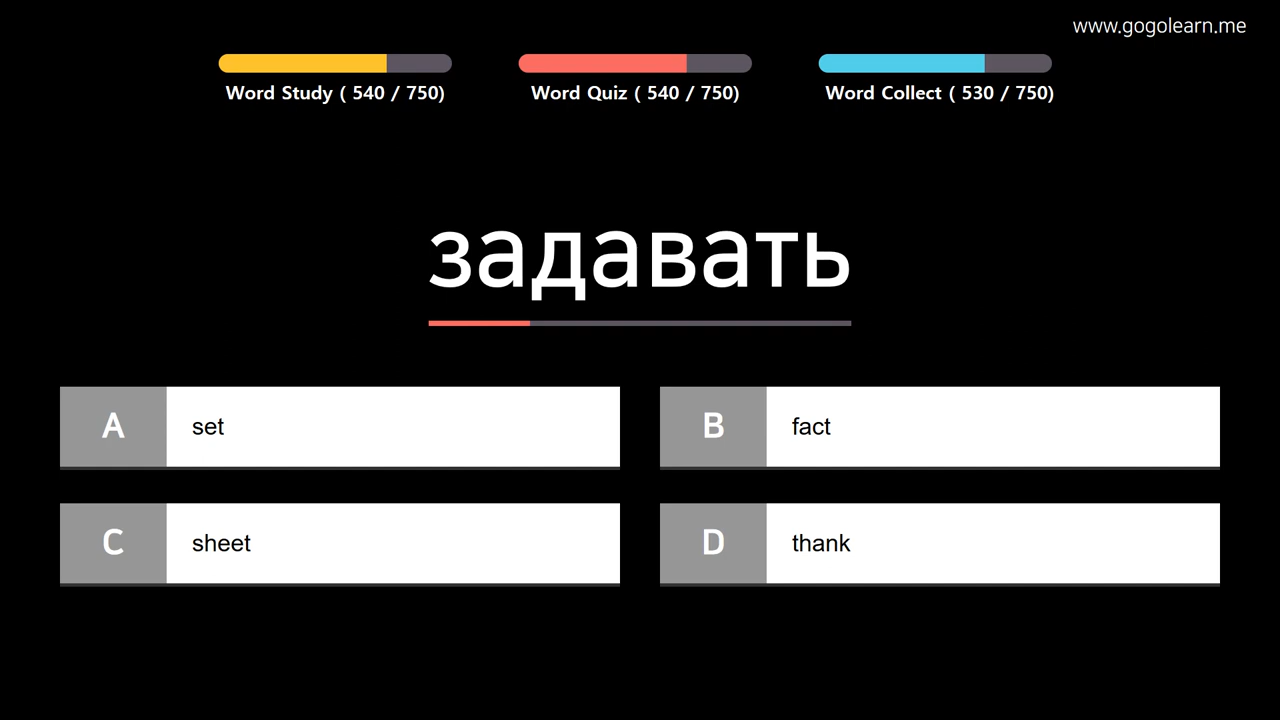 www.gogolearn.me
Word Study ( 540 / 750)
Word Quiz ( 540 / 750)
Word Collect ( 530 / 750)
задавать
A set
B fact
C sheet
D thank